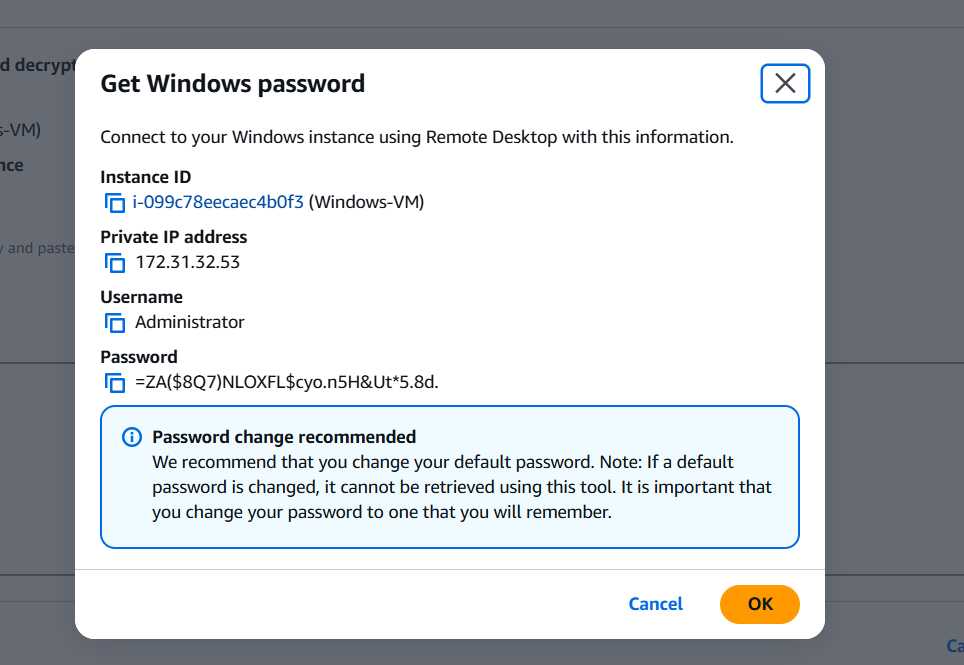 d decrypt
Get Windows password
s-VM)
Connect to your Windows instance using Remote Desktop with this information.
nce
Instance ID
i-099c78eecaec4b0f3 (Windows-VM)
Private IP address
y and paste
172.31.32.53
Username
Administrator
Password
=ZA($8Q7)NLOXFL$cyo.n5H&Ut*5.8d.
Password change recommended
We recommend that you change your default password. Note: If a default
password is changed, it cannot be retrieved using this tool. It is important that
you change your password to one that you will remember.
Cancel
OK
Ca